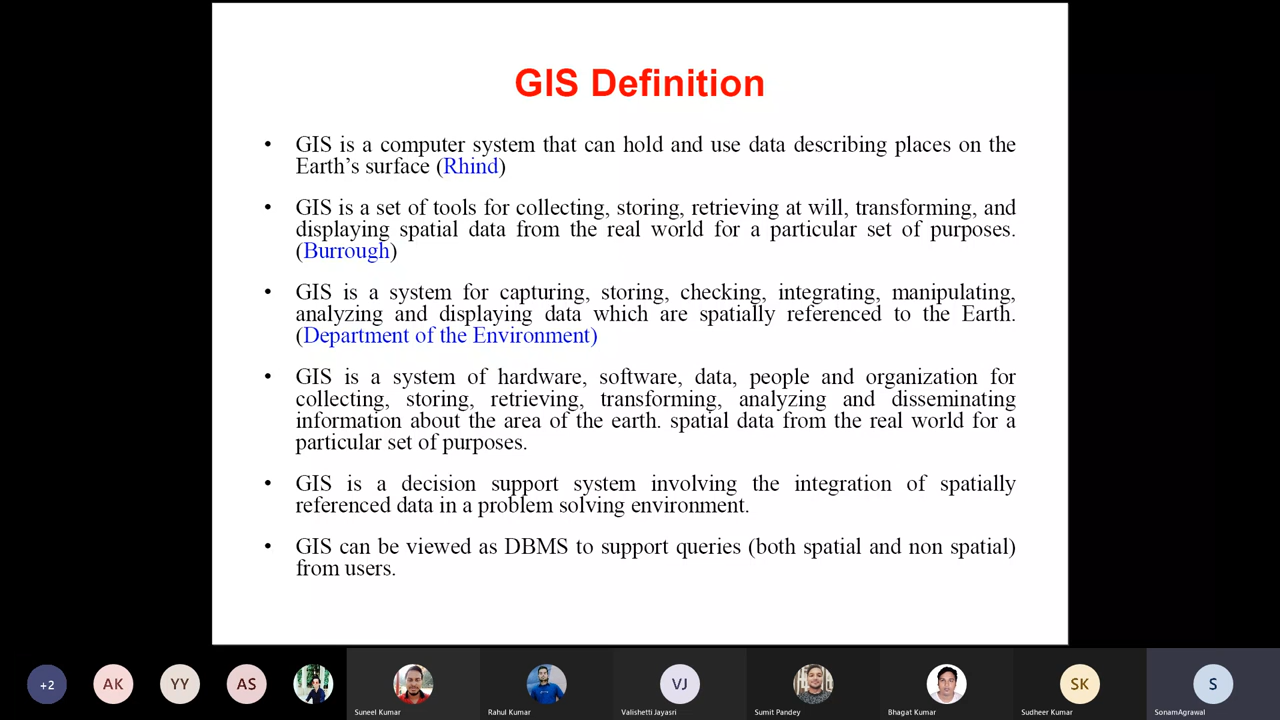 GIS Definition
• GIS is a computer system that can hold and use data describing places on the
Earth’s surface (Rhind)
• GIS is a set of tools for collecting, storing, retrieving at will, transforming, and
displaying spatial data from the real world for a particular set of purposes.
(Burrough)
• GIS is a system for capturing, storing, checking, integrating, manipulating,
analyzing and displaying data which are spatially referenced to the Earth.
(Department of the Environment)
• GIS is a system of hardware, software, data, people and organization for
collecting, storing, retrieving, transforming, analyzing and disseminating
information about the area of the earth. spatial data from the real world for a
particular set of purposes.
• GIS is a decision support system involving the integration of spatially
referenced data in a problem solving environment.
• GIS can be viewed as DBMS to support queries (both spatial and non spatial)
from users.
+2 AK YY AS VJ SK S
Suneel Kumar Rahul Kumar Valishetti Jayasri Sumit Pandey Bhagat Kumar Sudheer Kumar SonamAgrawal